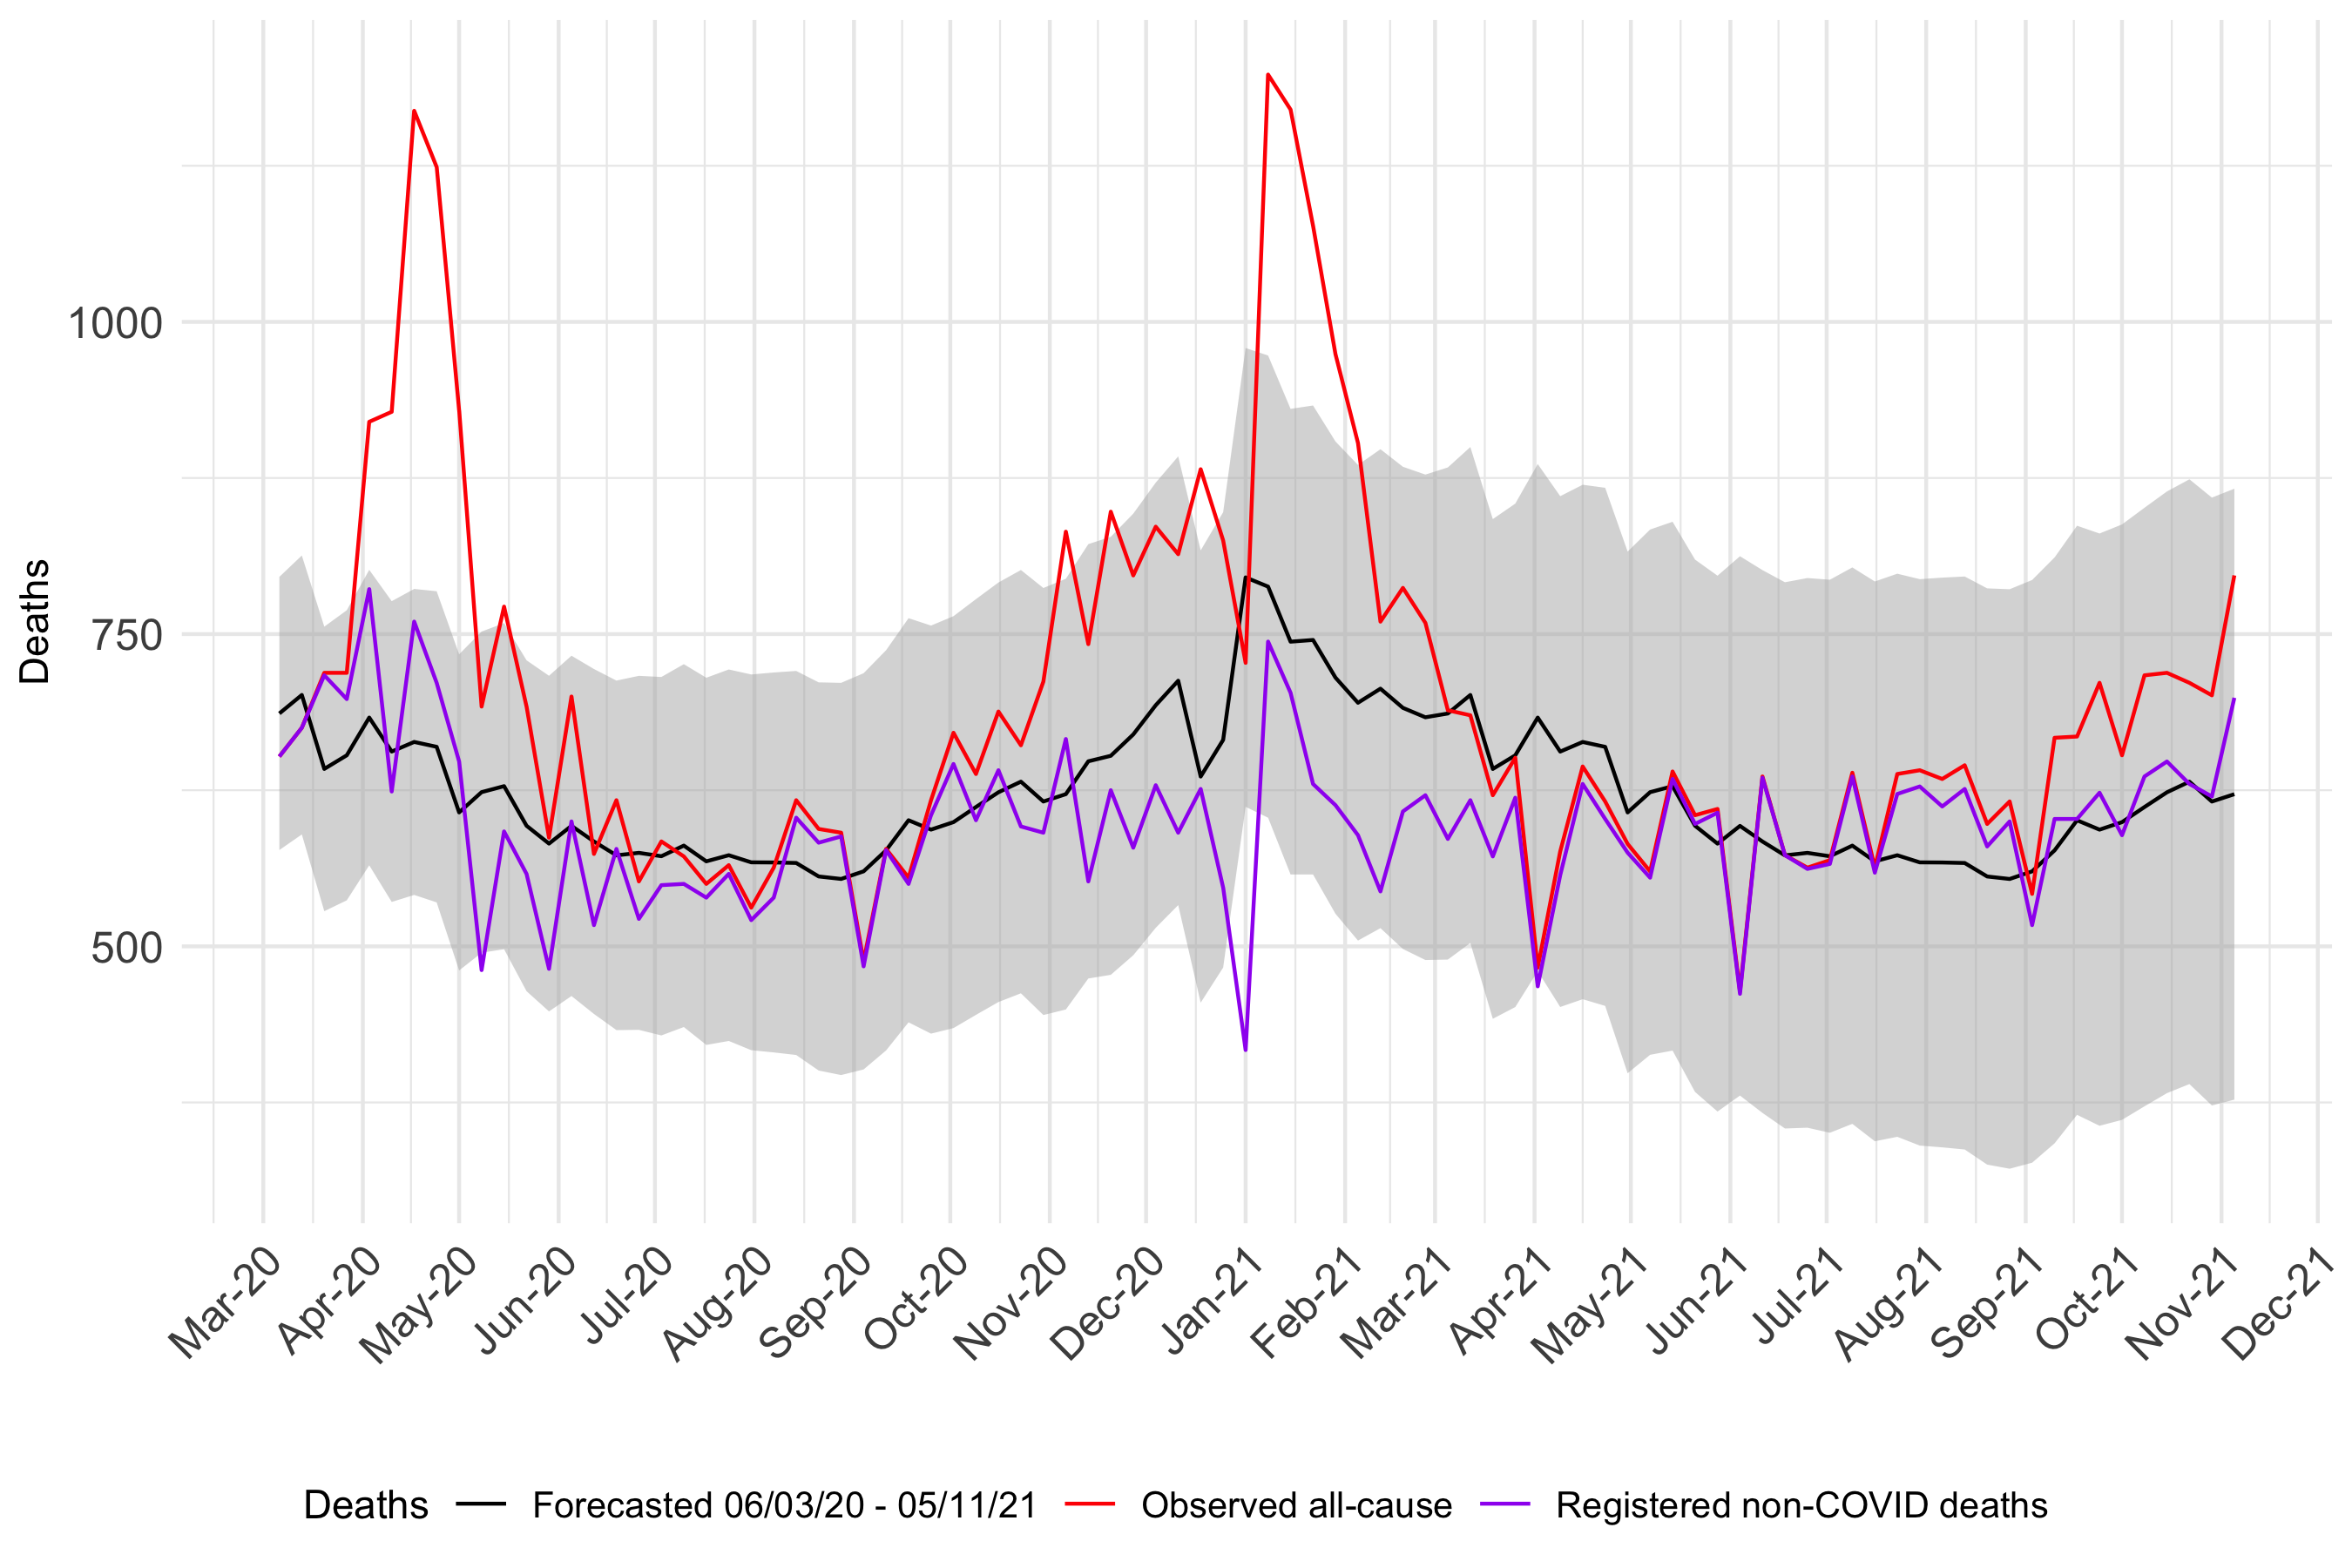 Deaths
1000
750
500
Mar-20
Apr-20
May-20
Jun-20
Jul-20
Aug-20
Sep-20
Oct-20
Nov-20
Dec-20
Jan-21
Feb-21
Mar-21
Apr-21
May-21
Jun-21
Jul-21
Aug-21
Sep-21
Oct-21
Nov-21
Dec-21
Deaths Forecasted 06/03/20 - 05/11/21 Observed all-cause Registered non-COVID deaths